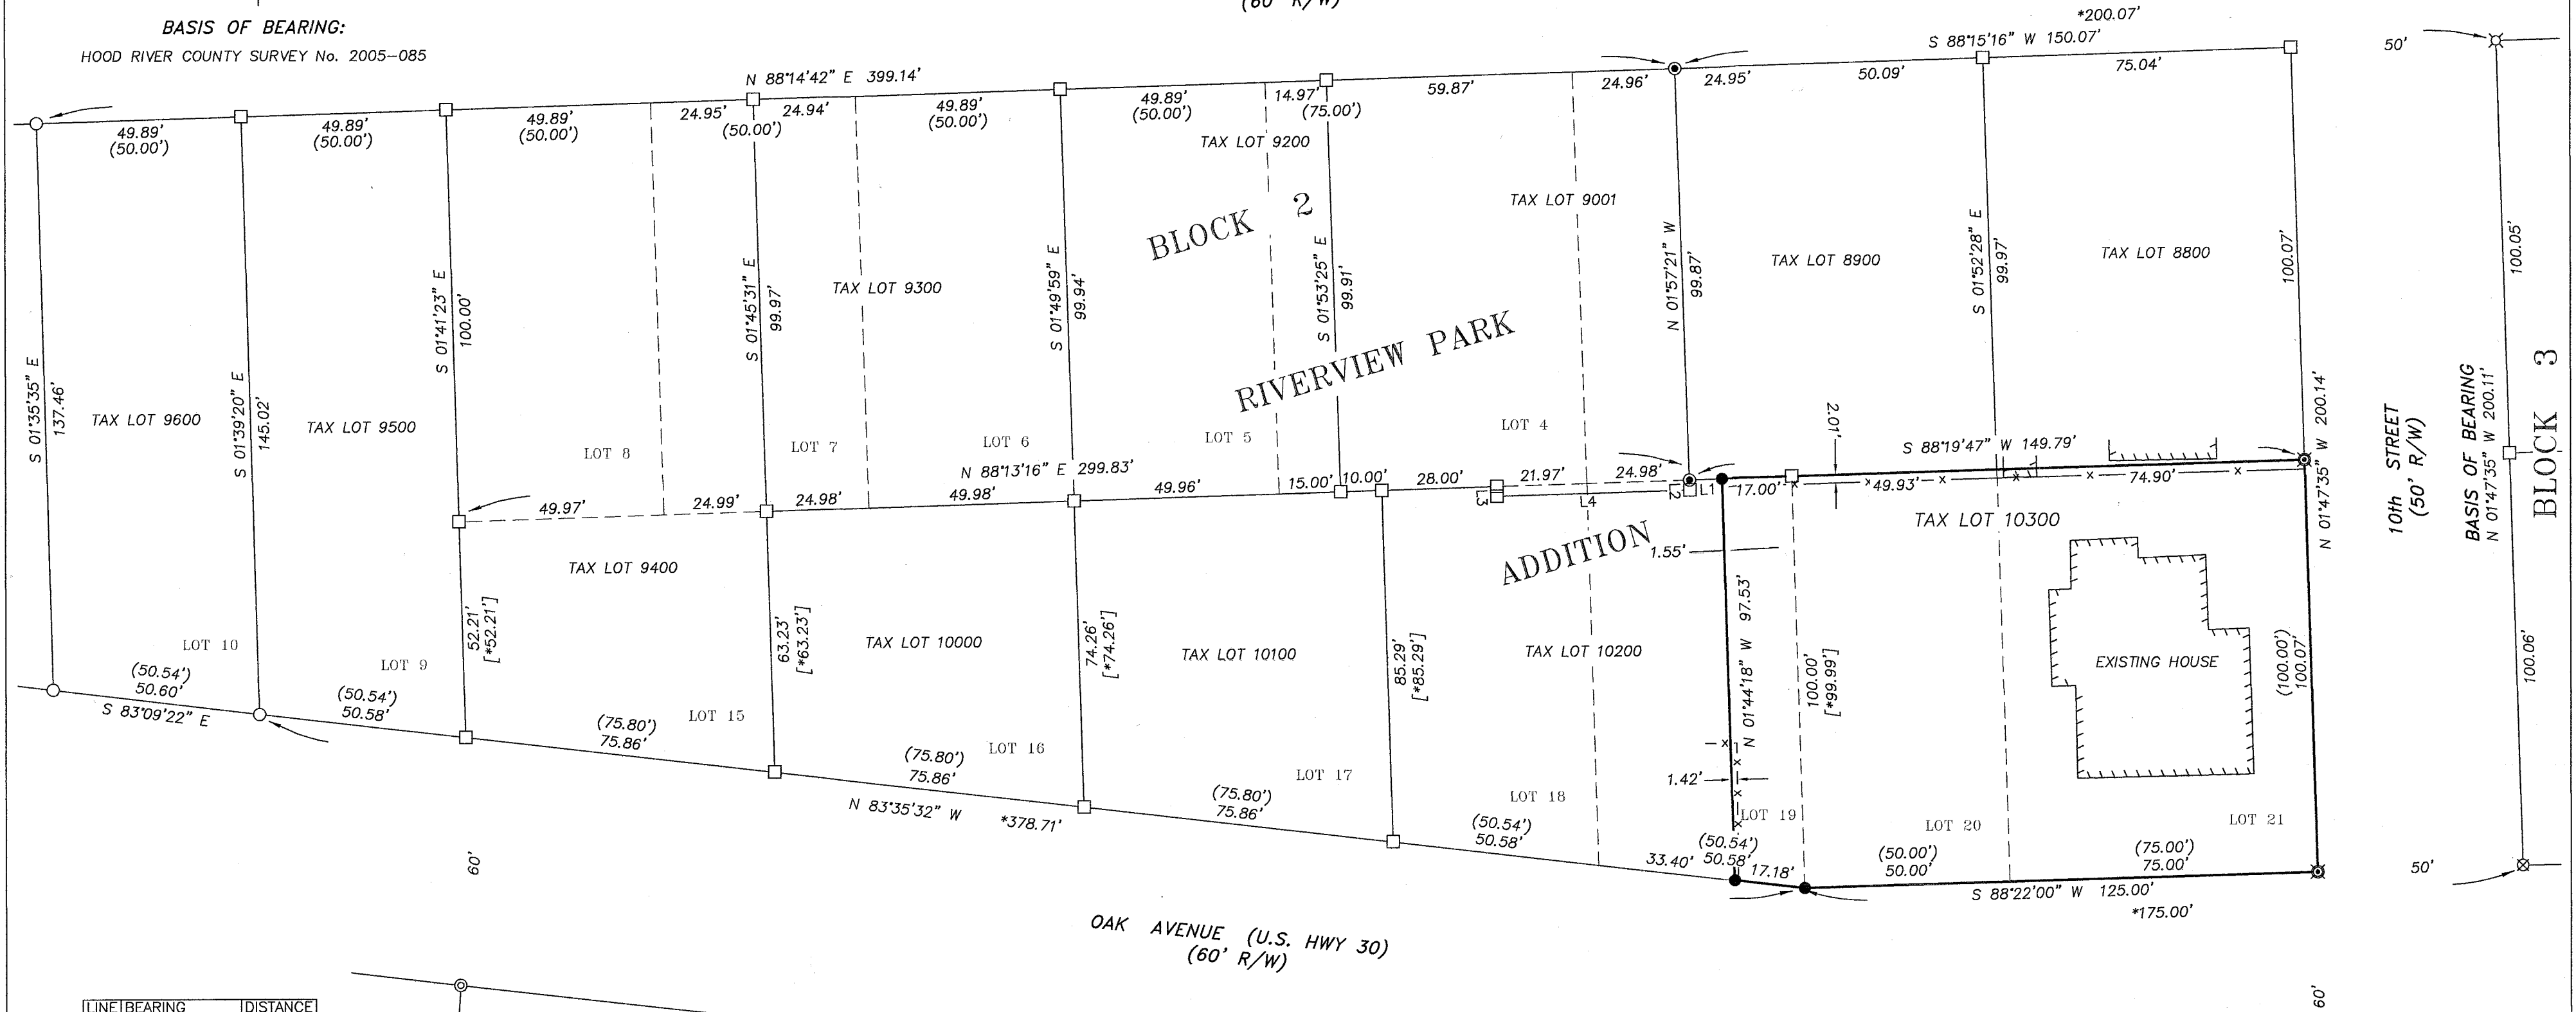 (60' R/W)
BASIS OF BEARING:
HOOD RIVER COUNTY SURVEY No. 2005-085
*200.07'
S 88°15'16" W 150.07'
50'
N 88°14'42" E 399.14'
49.89'
(50.00')
49.89'
(50.00')
49.89'
(50.00')
24.95'
(50.00')
24.94'
49.89'
(50.00')
49.89'
(50.00')
14.97'
(75.00')
59.87'
24.96'
24.95'
50.09'
75.04'
TAX LOT 9200
TAX LOT 9001
BLOCK 2
S 01°35'35" E
137.46'
TAX LOT 9600
S 01°39'20" E
145.02'
TAX LOT 9500
S 01°41'23" E
100.00'
S 01°45'31" E
99.97'
TAX LOT 9300
S 01°49'59" E
99.94'
S 01°53'25" E
99.91'
N 01°57'21" W
99.87'
TAX LOT 8900
S 01°52'28" E
99.97'
TAX LOT 8800
100.07'
100.05'
RIVERVIEW PARK
LOT 8
LOT 7
LOT 6
LOT 5
LOT 4
N 88°13'16" E 299.83'
49.97'
24.99'
24.98'
49.98'
49.96'
15.00'
10.00'
28.00'
21.97'
24.98'
L3
L4
L2
L1
17.00'
2.01'
S 88°19'47" W 149.79'
49.93'
74.90'
N 01°47'35" W 200.14'
10th STREET
(50' R/W)
BASIS OF BEARING
N 01°47'35" W 200.11'
BLOCK 3
TAX LOT 10300
ADDITION
1.55'
TAX LOT 9400
LOT 10
LOT 9
52.21'
[*52.21']
63.23'
[*63.23']
TAX LOT 10000
74.26'
[*74.26']
TAX LOT 10100
85.29'
[*85.29']
TAX LOT 10200
N 01°44'18" W 97.53'
100.00'
[*99.99']
EXISTING HOUSE
(100.00')
100.07'
100.06'
(50.54')
50.60'
S 83°09'22" E
(50.54')
50.58'
LOT 15
(75.80')
75.86'
LOT 16
(75.80')
75.86'
LOT 17
(75.80')
75.86'
1.42'
LOT 18
LOT 19
LOT 20
LOT 21
N 83°35'32" W
*378.71'
(50.54')
50.58'
33.40'
(50.54')
50.58'
17.18'
(50.00')
50.00'
(75.00')
75.00'
S 88°22'00" W 125.00'
*175.00'
50'
60'
OAK AVENUE (U.S. HWY 30)
(60' R/W)
60'
LINE BEARING DISTANCE